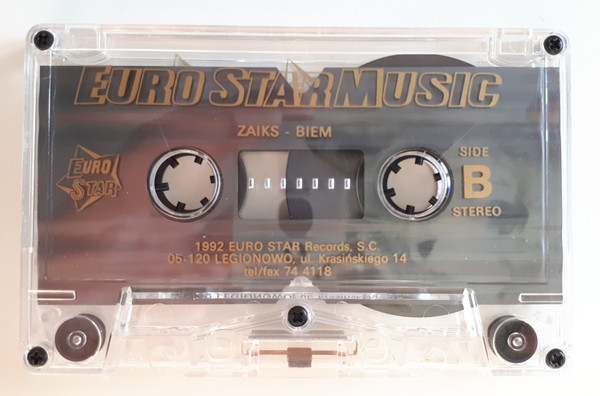 EURO STAR MUSIC
ZAIKS - BIEM
EURO
STAR
SIDE
B
STEREO
1992 EURO STAR Records, S.C.
05-120 LEGIONOWO, ul. Krasińskiego 14
tel/fax 74 4118